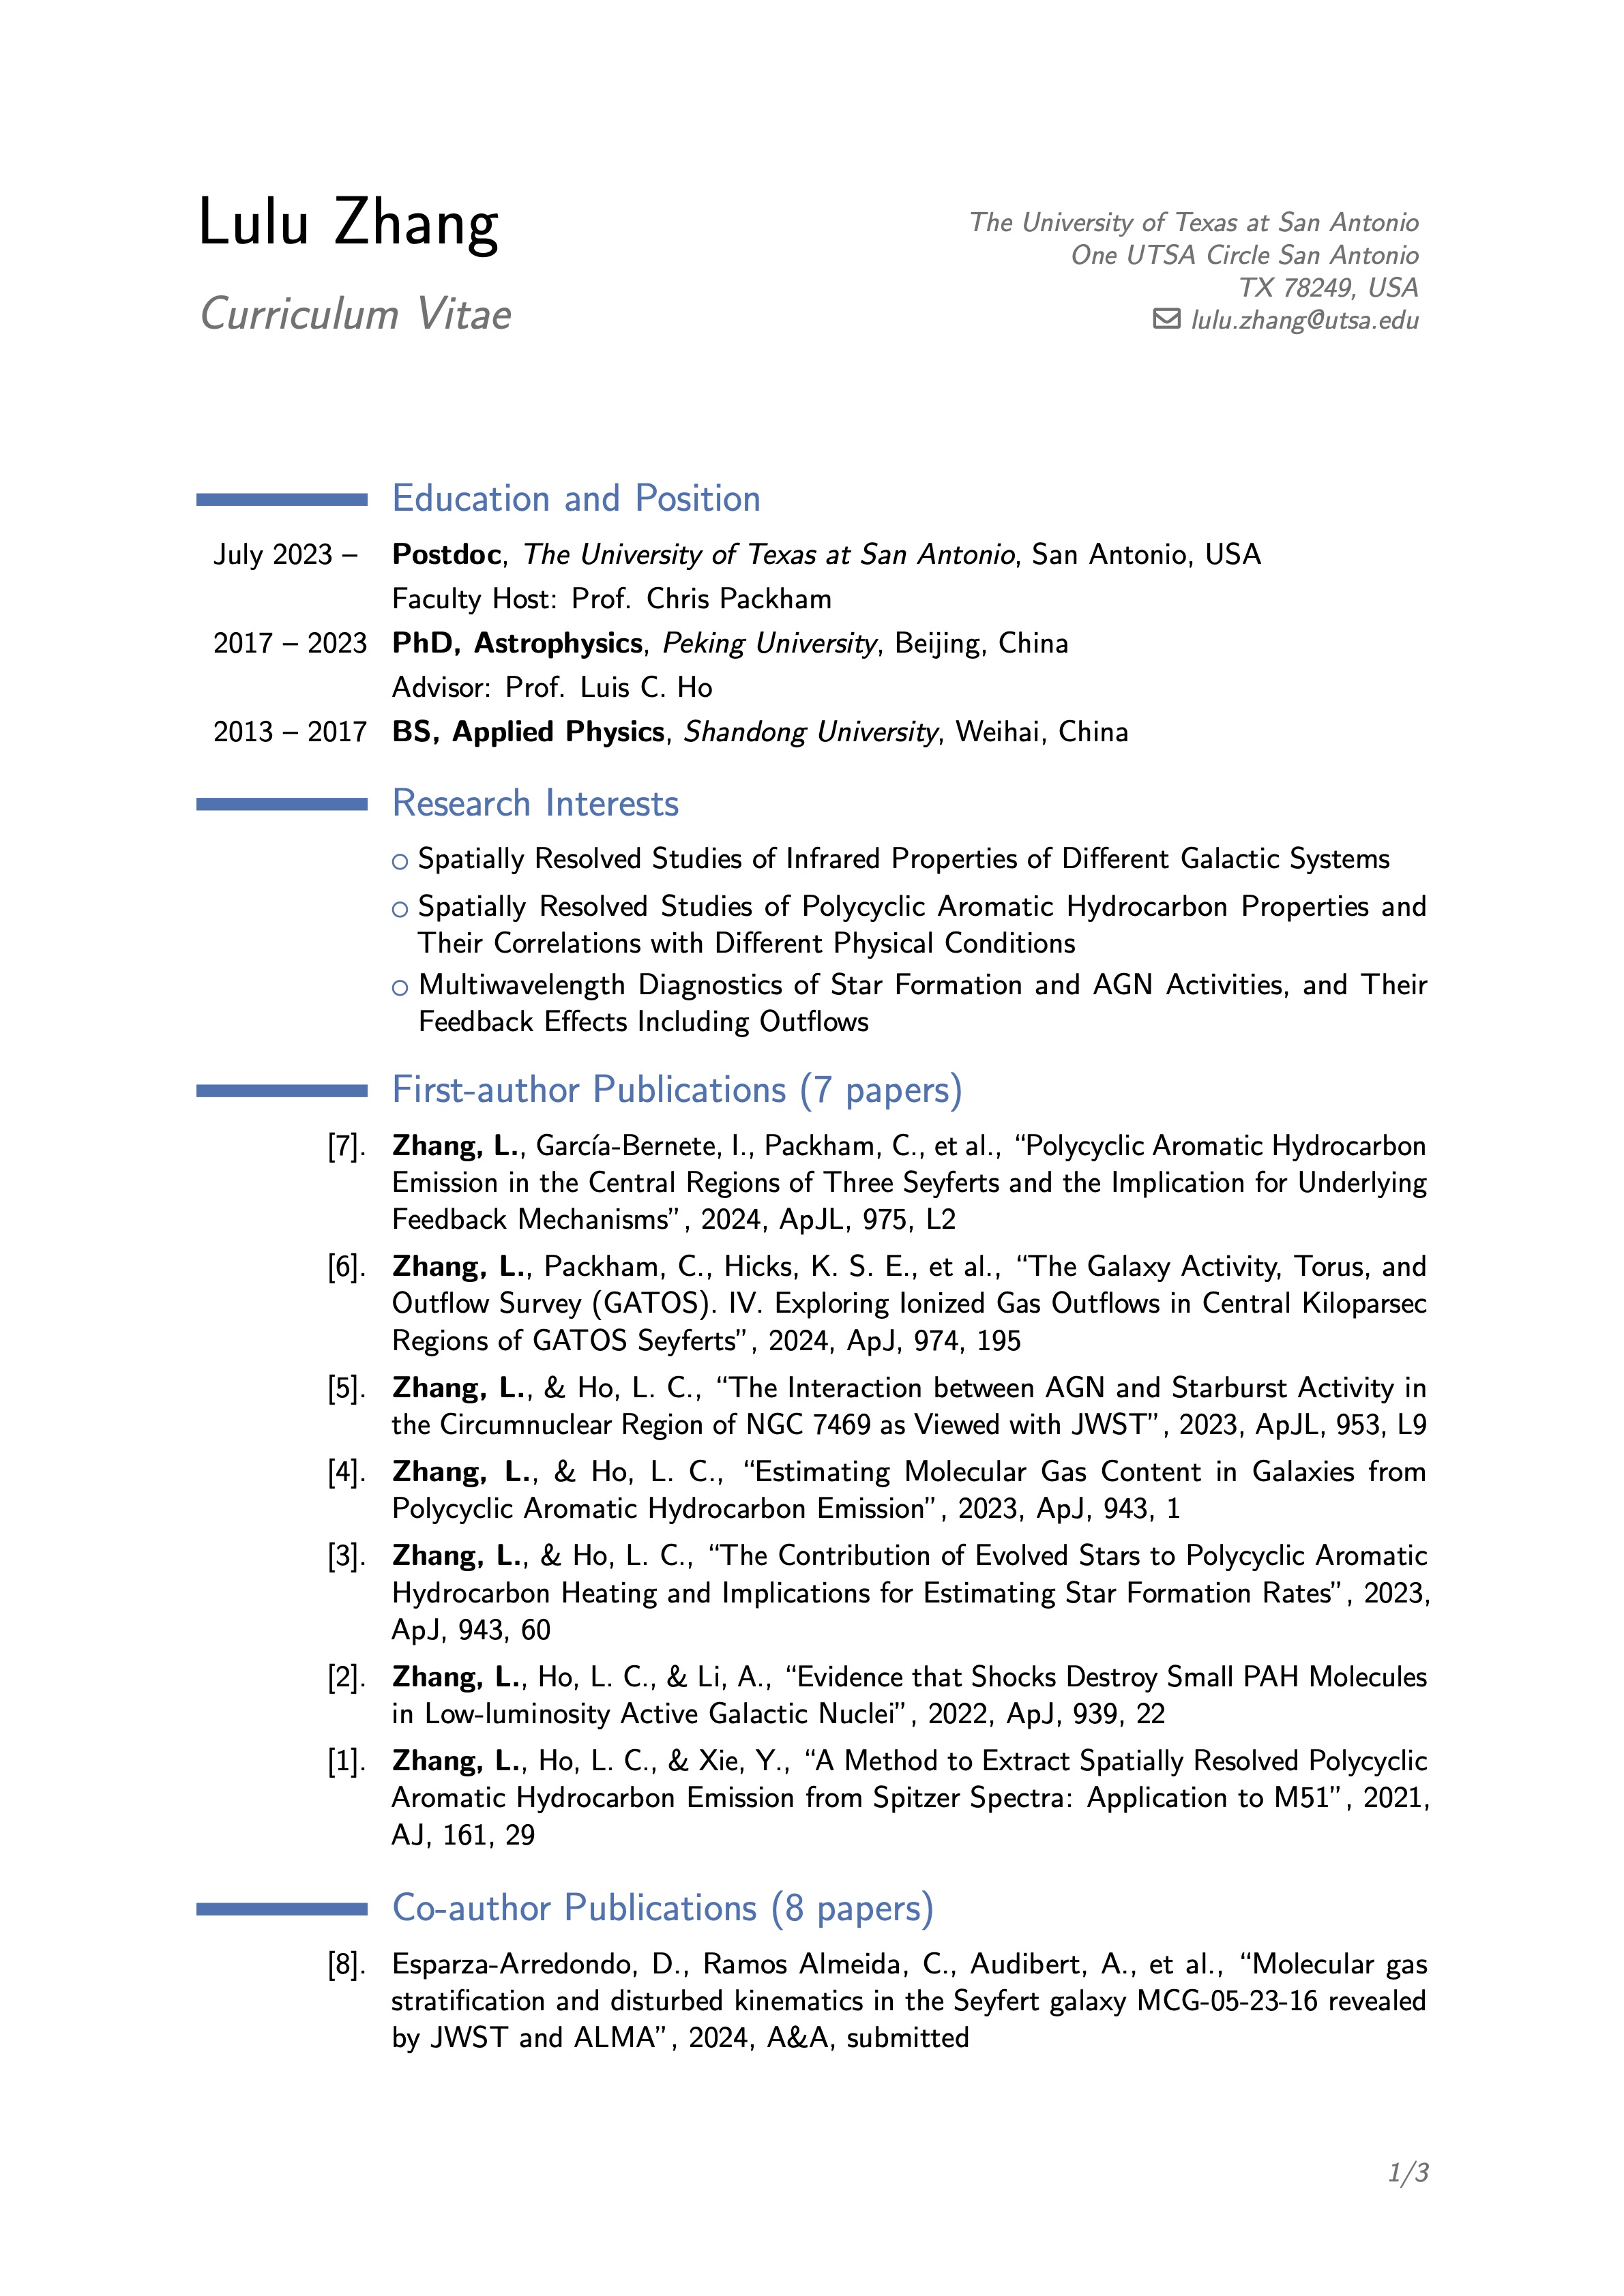 Lulu Zhang
Curriculum Vitae
The University of Texas at San Antonio
One UTSA Circle San Antonio
TX 78249, USA
lulu.zhang@utsa.edu
Education and Position
July 2023 – Postdoc, The University of Texas at San Antonio, San Antonio, USA
Faculty Host: Prof. Chris Packham
2017 – 2023 PhD, Astrophysics, Peking University, Beijing, China
Advisor: Prof. Luis C. Ho
2013 – 2017 BS, Applied Physics, Shandong University, Weihai, China
Research Interests
Spatially Resolved Studies of Infrared Properties of Different Galactic Systems
Spatially Resolved Studies of Polycyclic Aromatic Hydrocarbon Properties and
Their Correlations with Different Physical Conditions
Multiwavelength Diagnostics of Star Formation and AGN Activities, and Their
Feedback Effects Including Outflows
First-author Publications (7 papers)
[7]. Zhang, L., García-Bernete, I., Packham, C., et al., “Polycyclic Aromatic Hydrocarbon
Emission in the Central Regions of Three Seyferts and the Implication for Underlying
Feedback Mechanisms”, 2024, ApJL, 975, L2
[6]. Zhang, L., Packham, C., Hicks, K. S. E., et al., “The Galaxy Activity, Torus, and
Outflow Survey (GATOS). IV. Exploring Ionized Gas Outflows in Central Kiloparsec
Regions of GATOS Seyferts”, 2024, ApJ, 974, 195
[5]. Zhang, L., & Ho, L. C., “The Interaction between AGN and Starburst Activity in
the Circumnuclear Region of NGC 7469 as Viewed with JWST”, 2023, ApJL, 953, L9
[4]. Zhang, L., & Ho, L. C., “Estimating Molecular Gas Content in Galaxies from
Polycyclic Aromatic Hydrocarbon Emission”, 2023, ApJ, 943, 1
[3]. Zhang, L., & Ho, L. C., “The Contribution of Evolved Stars to Polycyclic Aromatic
Hydrocarbon Heating and Implications for Estimating Star Formation Rates”, 2023,
ApJ, 943, 60
[2]. Zhang, L., Ho, L. C., & Li, A., “Evidence that Shocks Destroy Small PAH Molecules
in Low-luminosity Active Galactic Nuclei”, 2022, ApJ, 939, 22
[1]. Zhang, L., Ho, L. C., & Xie, Y., “A Method to Extract Spatially Resolved Polycyclic
Aromatic Hydrocarbon Emission from Spitzer Spectra: Application to M51”, 2021,
AJ, 161, 29
Co-author Publications (8 papers)
[8]. Esparza-Arredondo, D., Ramos Almeida, C., Audibert, A., et al., “Molecular gas
stratification and disturbed kinematics in the Seyfert galaxy MCG-05-23-16 revealed
by JWST and ALMA”, 2024, A&A, submitted
1/3